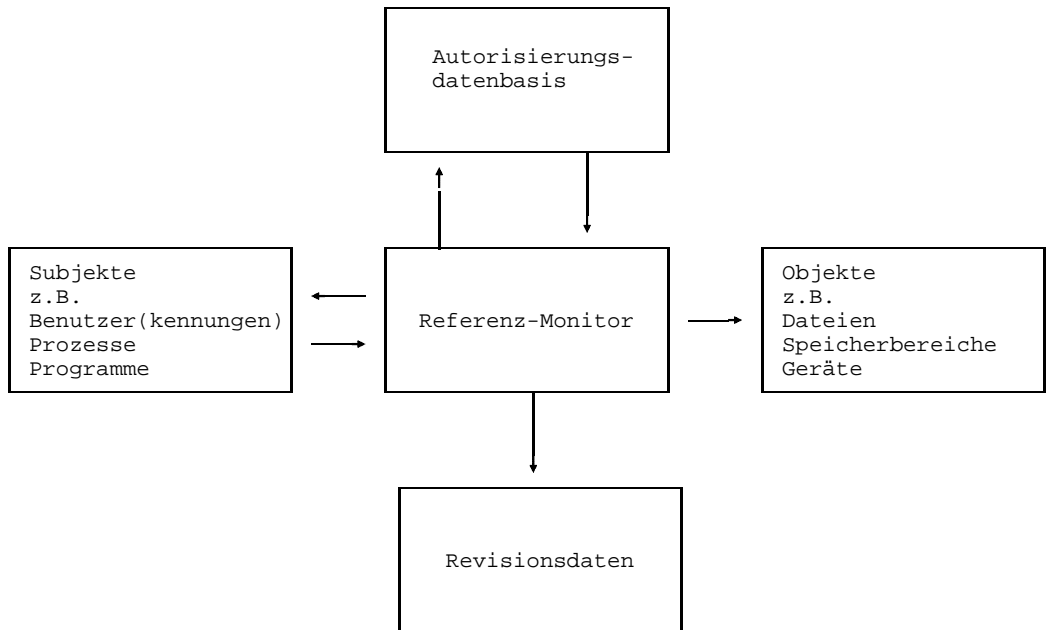 Autorisierungs-
datenbasis
Subjekte
z.B.
Benutzer(kennungen)
Prozesse
Programme
Referenz-Monitor
Objekte
z.B.
Dateien
Speicherbereiche
Geräte
Revisionsdaten